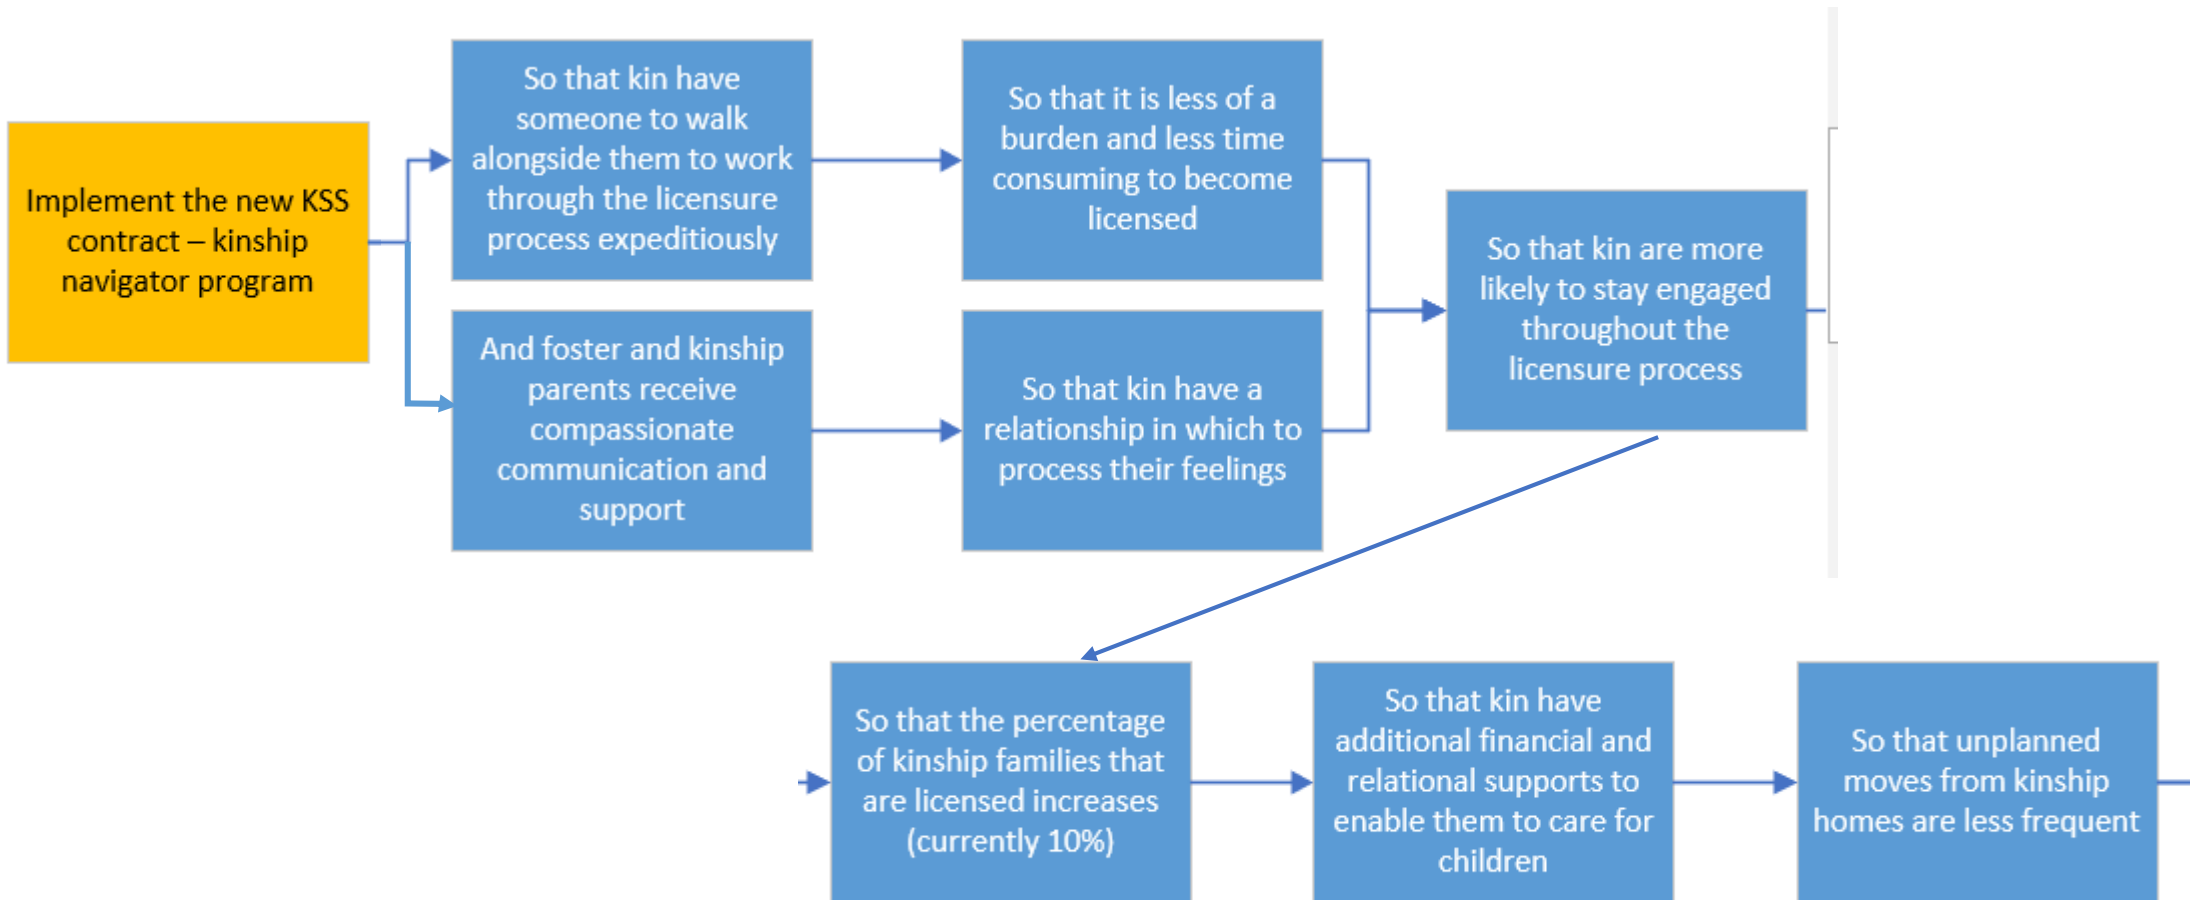 Implement the new KSS
contract – kinship
navigator program
So that kin have
someone to walk
alongside them to work
through the licensure
process expeditiously
So that it is less of a
burden and less time
consuming to become
licensed
And foster and kinship
parents receive
compassionate
communication and
support
So that kin have a
relationship in which to
process their feelings
So that kin are more
likely to stay engaged
throughout the
licensure process
So that the percentage
of kinship families that
are licensed increases
(currently 10%)
So that kin have
additional financial and
relational supports to
enable them to care for
children
So that unplanned
moves from kinship
homes are less frequent